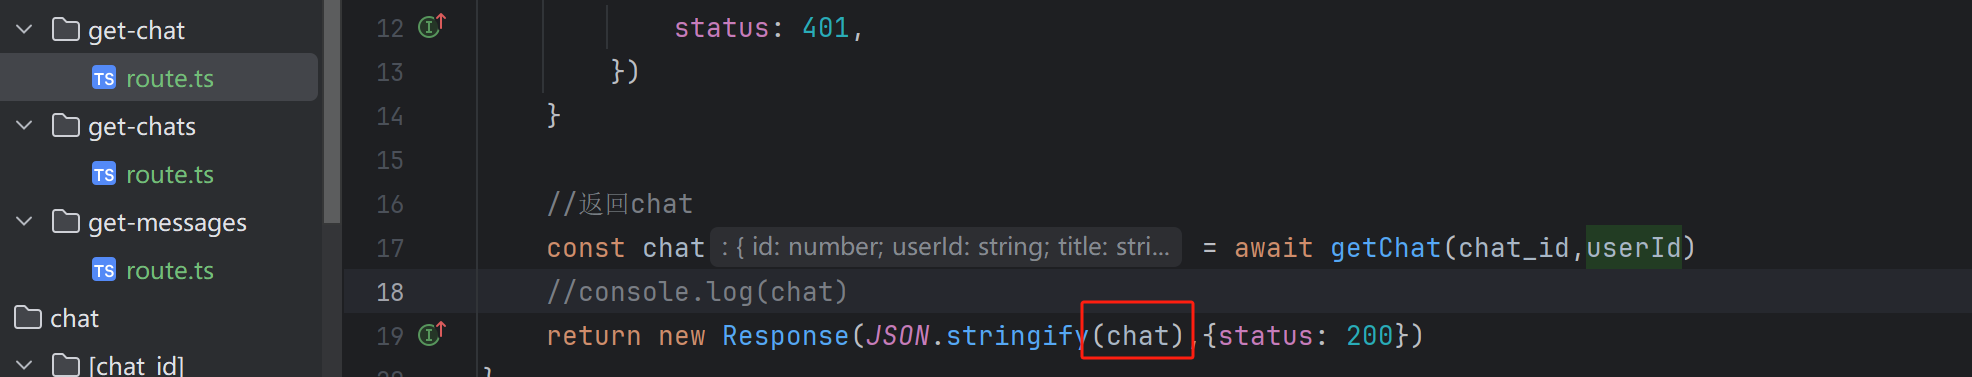 get-chat
TS route.ts
get-chats
TS route.ts
get-messages
TS route.ts
chat
[chat_id]
12 status: 401,
13 })
14 }
15
16 //返回chat
17 const chat : { id: number; userId: string; title: stri... = await getChat(chat_id,userId)
18 //console.log(chat)
19 return new Response(JSON.stringify(chat),{status: 200})